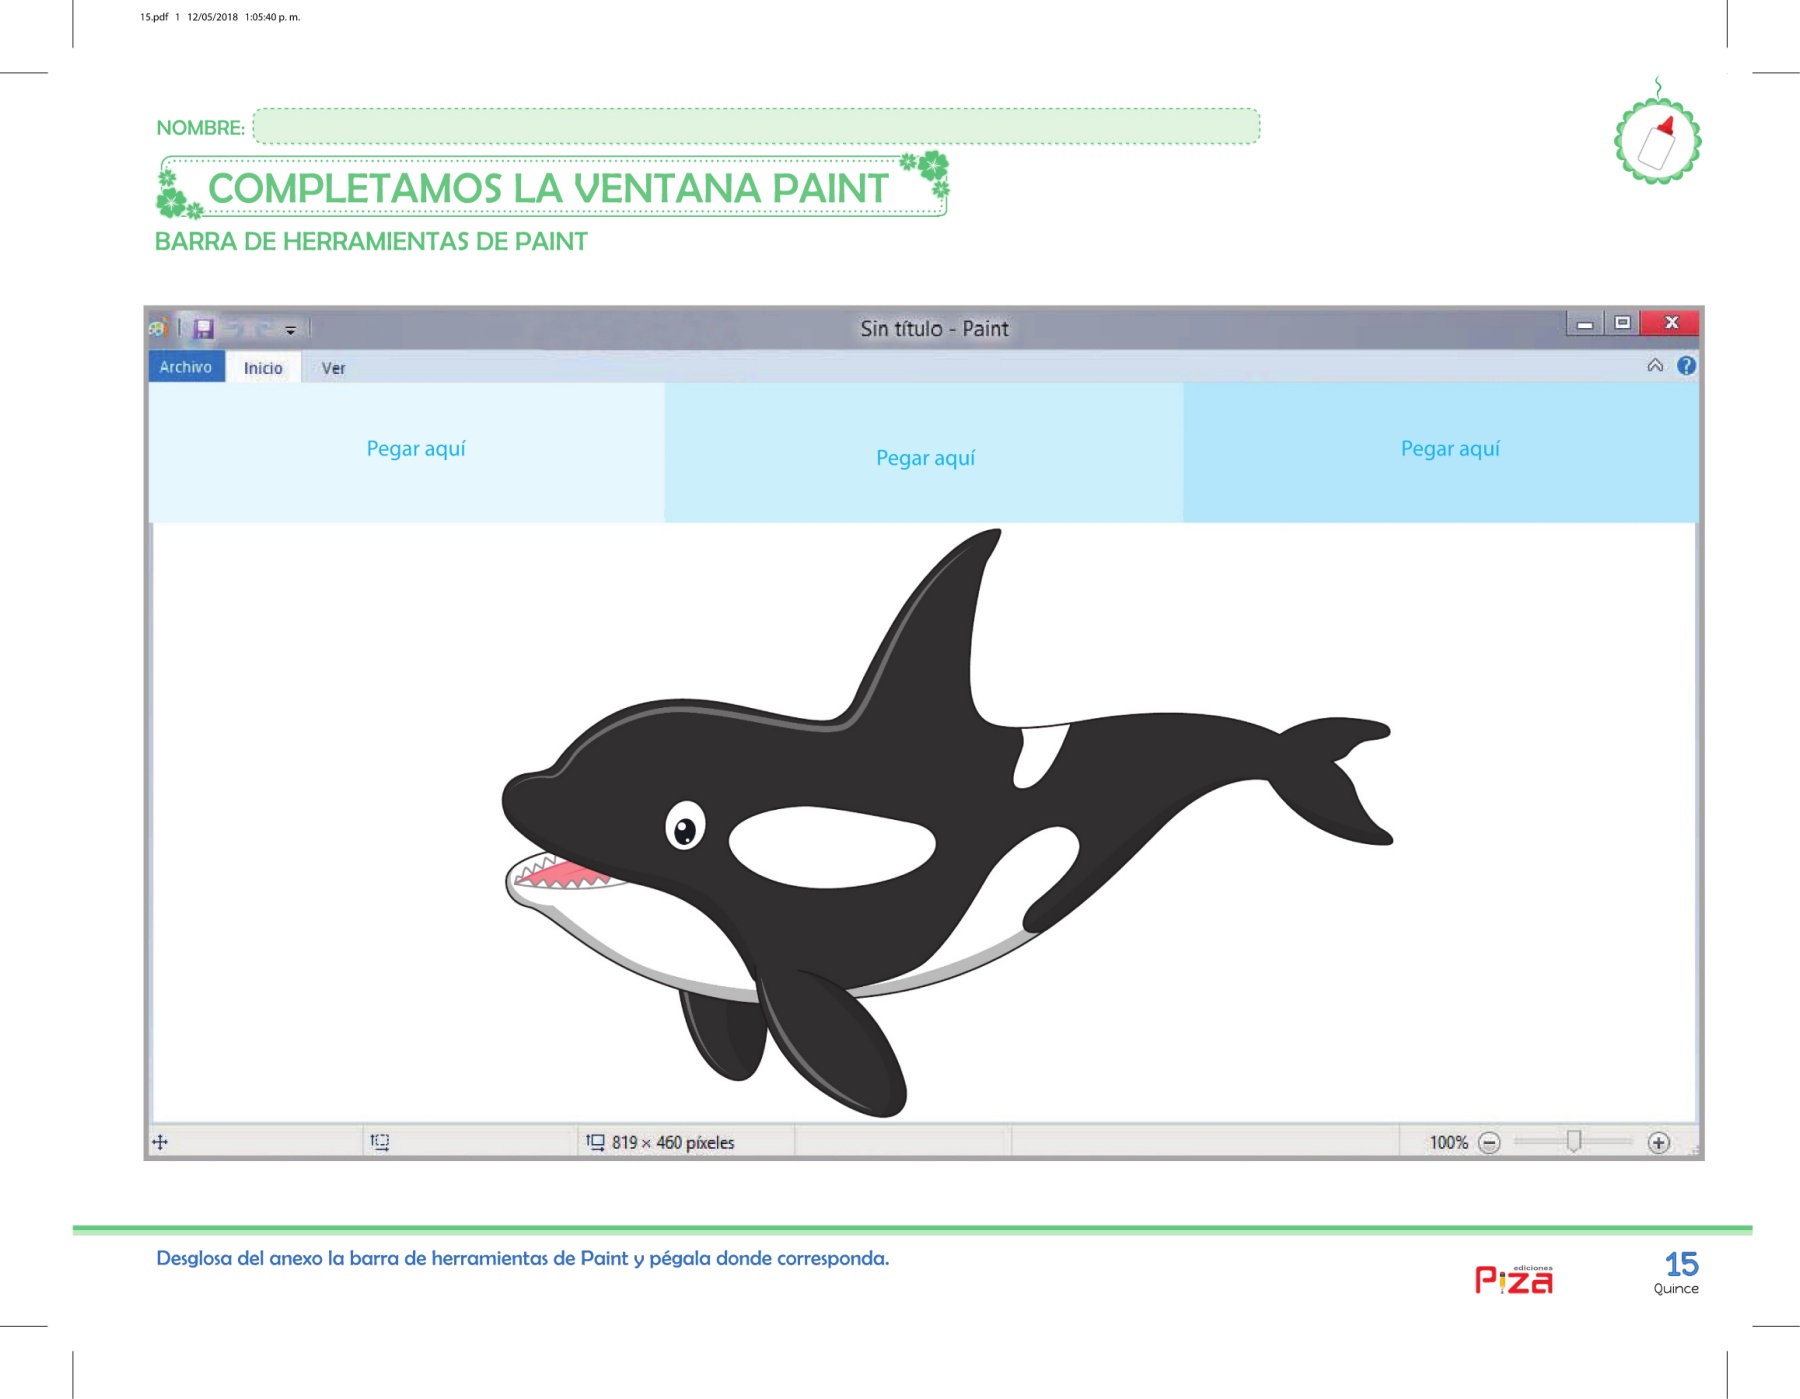 15.pdf 1 12/05/2018 1:05:40 p. m.
NOMBRE:
COMPLETAMOS LA VENTANA PAINT
BARRA DE HERRAMIENTAS DE PAINT
Sin título - Paint
Archivo Inicio Ver
Pegar aquí
Pegar aquí
Pegar aquí
819 × 460 píxeles
100%
Desglosa del anexo la barra de herramientas de Paint y pégala donde corresponda.
ediciones
Piza
15
Quince